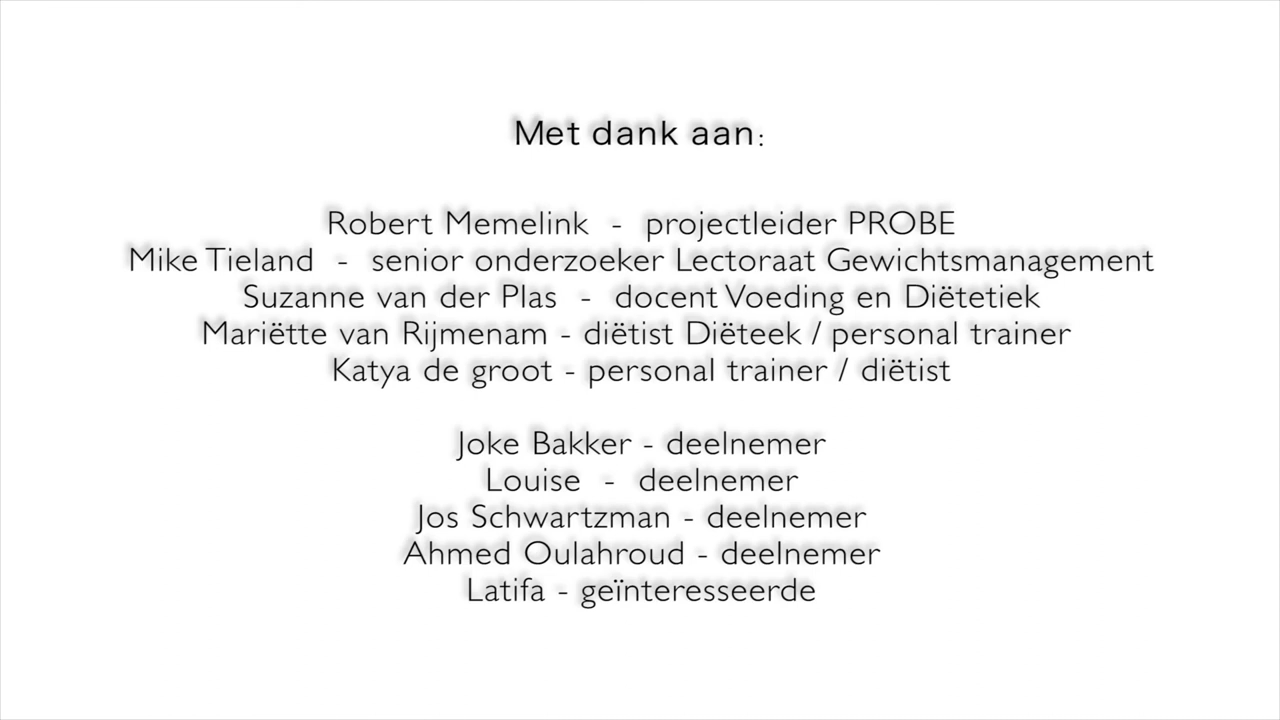 Met dank aan:
Robert Memelink - projectleider PROBE
Mike Tieland - senior onderzoeker Lectoraat Gewichtsmanagement
Suzanne van der Plas - docent Voeding en Diëtetiek
Mariëtte van Rijmenam - diëtist Diëteek / personal trainer
Katya de groot - personal trainer / diëtist
Joke Bakker - deelnemer
Louise - deelnemer
Jos Schwartzman - deelnemer
Ahmed Oulahroud - deelnemer
Latifa - geïnteresseerde